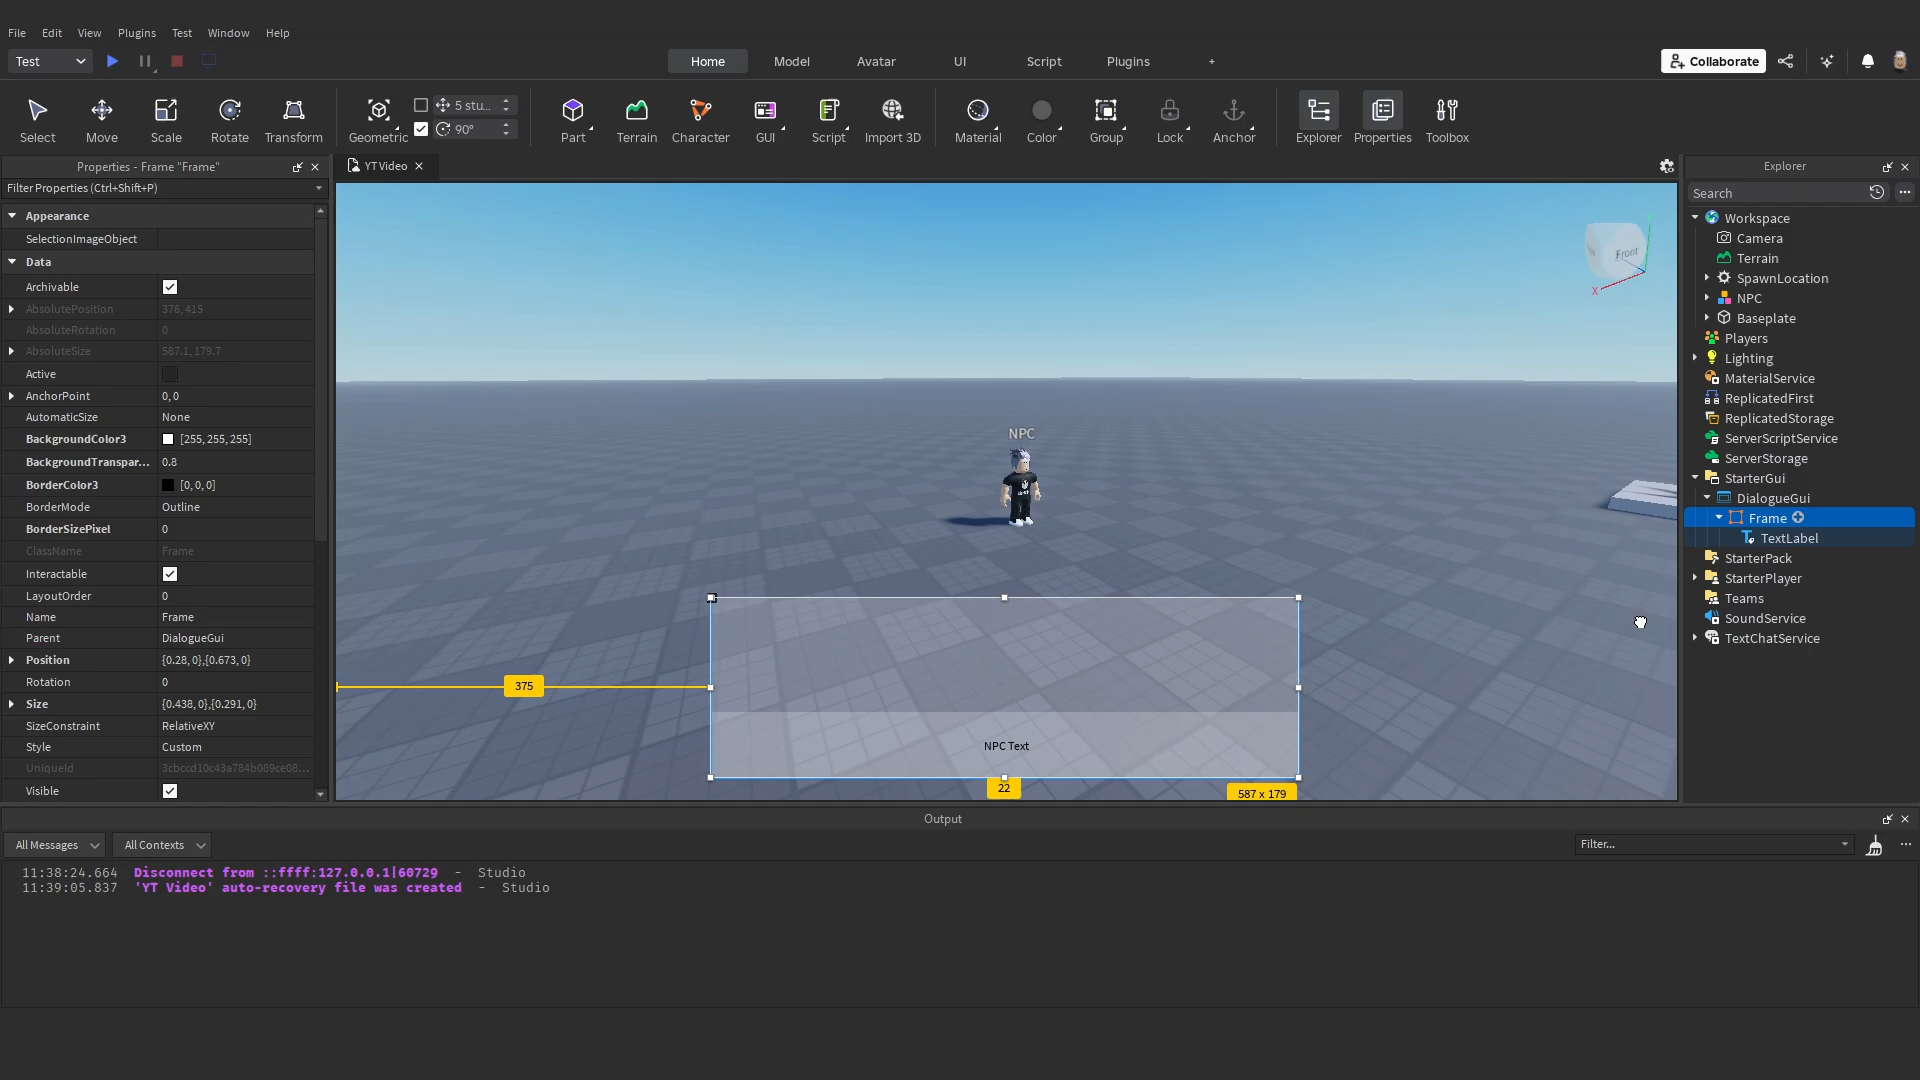 File Edit View Plugins Test Window Help
Test Home Model Avatar UI Script Plugins + Collaborate
5 stu...
90°
Select Move Scale Rotate Transform Geometric Part Terrain Character GUI Script Import 3D Material Color Group Lock Anchor Explorer Properties Toolbox
Properties - Frame "Frame"
Filter Properties (Ctrl+Shift+P)
Appearance
SelectionImageObject
Data
Archivable
AbsolutePosition 376, 415
AbsoluteRotation 0
AbsoluteSize 587.1, 179.7
Active
AnchorPoint 0, 0
AutomaticSize None
BackgroundColor3 [255, 255, 255]
BackgroundTranspar... 0.8
BorderColor3 [0, 0, 0]
BorderMode Outline
BorderSizePixel 0
ClassName Frame
Interactable
LayoutOrder 0
Name Frame
Parent DialogueGui
Position {0.28, 0},{0.673, 0}
Rotation 0
Size {0.438, 0},{0.291, 0}
SizeConstraint RelativeXY
Style Custom
UniqueId 3cbccd10c43a784b089ce08...
Visible
YT Video
Front
X
NPC
375
NPC Text
22
587 x 179
Explorer
Search
Workspace
Camera
Terrain
SpawnLocation
NPC
Baseplate
Players
Lighting
MaterialService
ReplicatedFirst
ReplicatedStorage
ServerScriptService
ServerStorage
StarterGui
DialogueGui
Frame
TextLabel
StarterPack
StarterPlayer
Teams
SoundService
TextChatService
Output
All Messages All Contexts Filter...
11:38:24.664 Disconnect from ::ffff:127.0.0.1|60729 - Studio
11:39:05.837 'YT Video' auto-recovery file was created - Studio